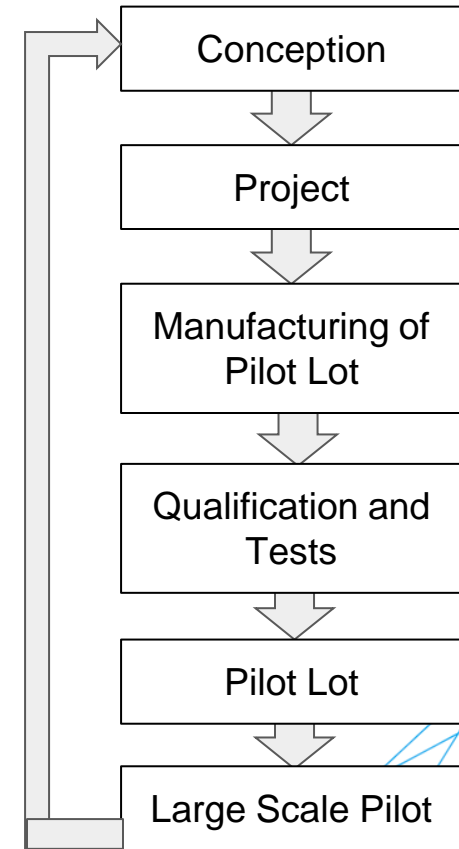 Conception
Project
Manufacturing of
Pilot Lot
Qualification and
Tests
Pilot Lot
Large Scale Pilot